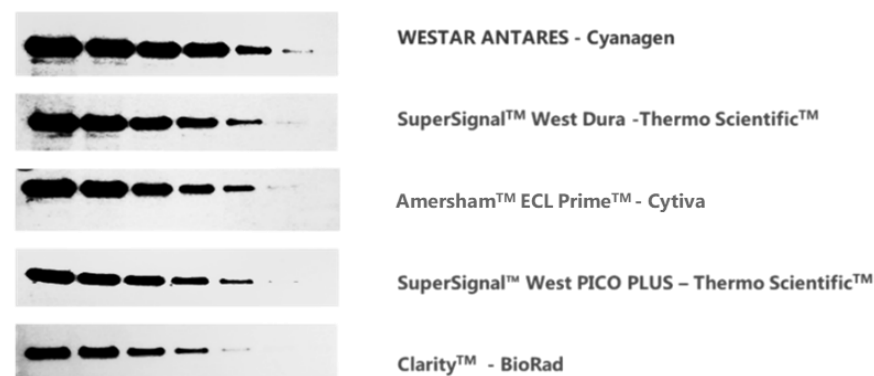 WESTAR ANTARES - Cyanagen
SuperSignal™ West Dura -Thermo Scientific™
Amersham™ ECL Prime™ - Cytiva
SuperSignal™ West PICO PLUS – Thermo Scientific™
Clarity™ - BioRad